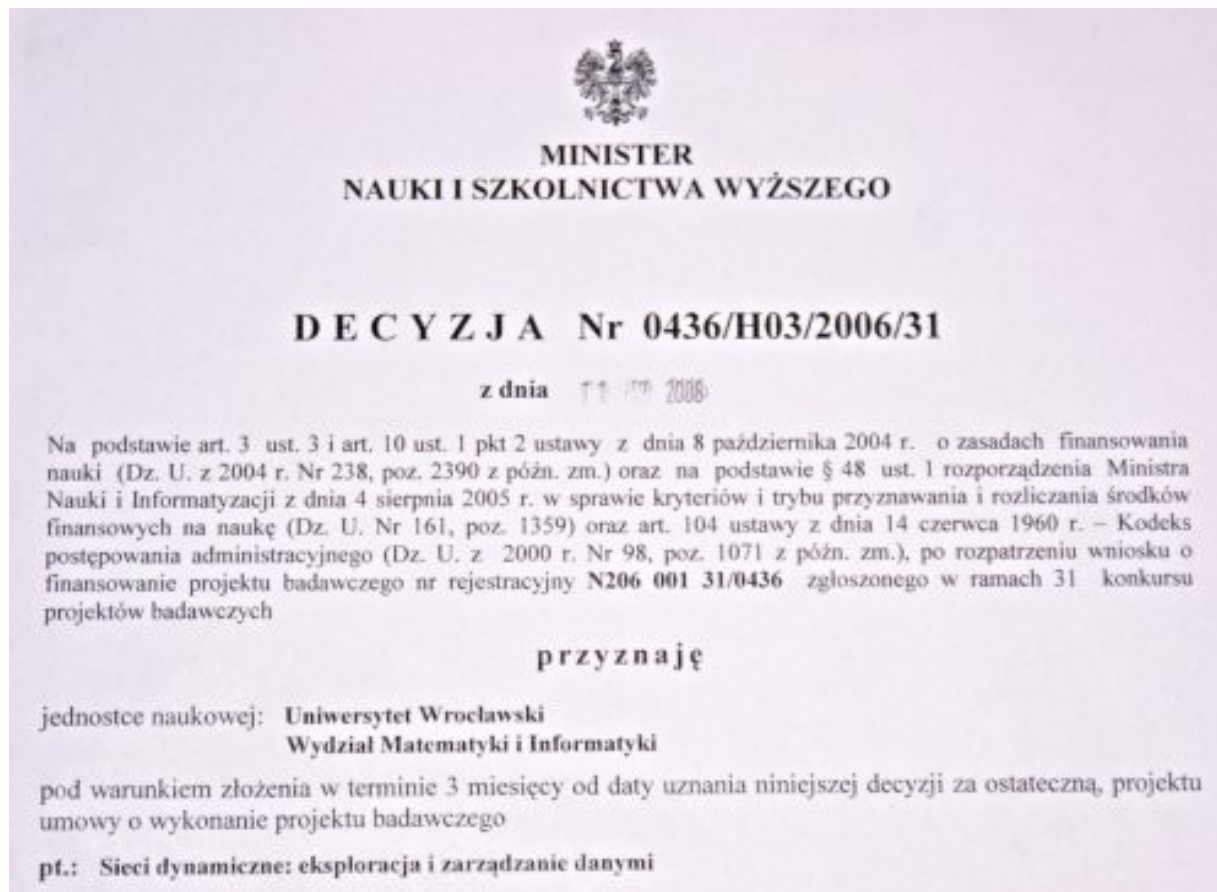 MINISTER
NAUKI I SZKOLNICTWA WYŻSZEGO
DECYZJA Nr 0436/H03/2006/31
z dnia 11 2006
Na podstawie art. 3 ust. 3 i art. 10 ust. 1 pkt 2 ustawy z dnia 8 października 2004 r. o zasadach finansowania
nauki (Dz. U. z 2004 r. Nr 238, poz. 2390 z późn. zm.) oraz na podstawie § 48 ust. 1 rozporządzenia Ministra
Nauki i Informatyzacji z dnia 4 sierpnia 2005 r. w sprawie kryteriów i trybu przyznawania i rozliczania środków
finansowych na naukę (Dz. U. Nr 161, poz. 1359) oraz art. 104 ustawy z dnia 14 czerwca 1960 r. – Kodeks
postępowania administracyjnego (Dz. U. z 2000 r. Nr 98, poz. 1071 z późn. zm.), po rozpatrzeniu wniosku o
finansowanie projektu badawczego nr rejestracyjny N206 001 31/0436 zgłoszonego w ramach 31 konkursu
projektów badawczych
przyznaję
jednostce naukowej: Uniwersytet Wrocławski
Wydział Matematyki i Informatyki
pod warunkiem złożenia w terminie 3 miesięcy od daty uznania niniejszej decyzji za ostateczną, projektu
umowy o wykonanie projektu badawczego
pt.: Sieci dynamiczne: eksploracja i zarządzanie danymi